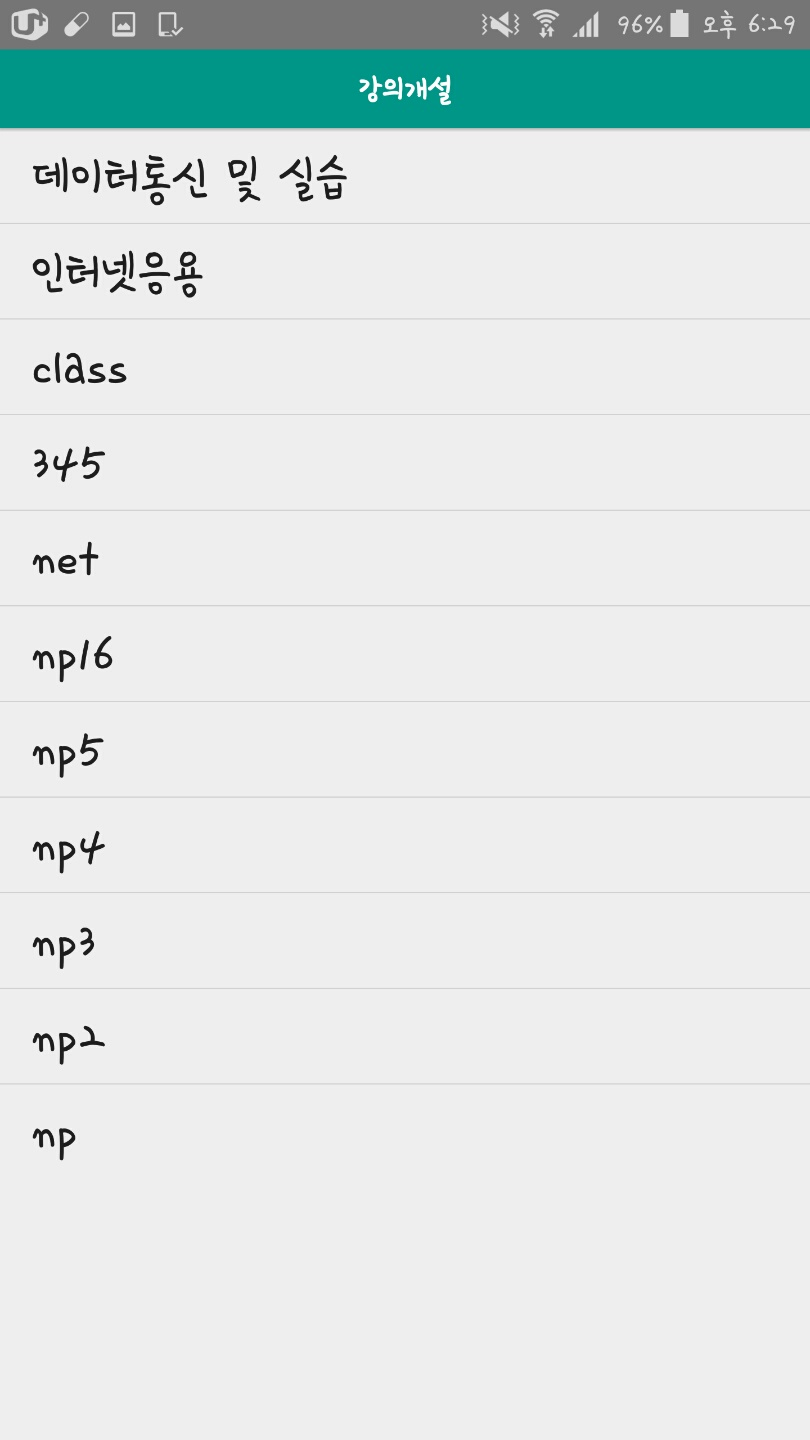 U+ 96% 오후 6:29
강의개설
데이터통신 및 실습
인터넷응용
class
345
net
np16
np5
np4
np3
np2
np